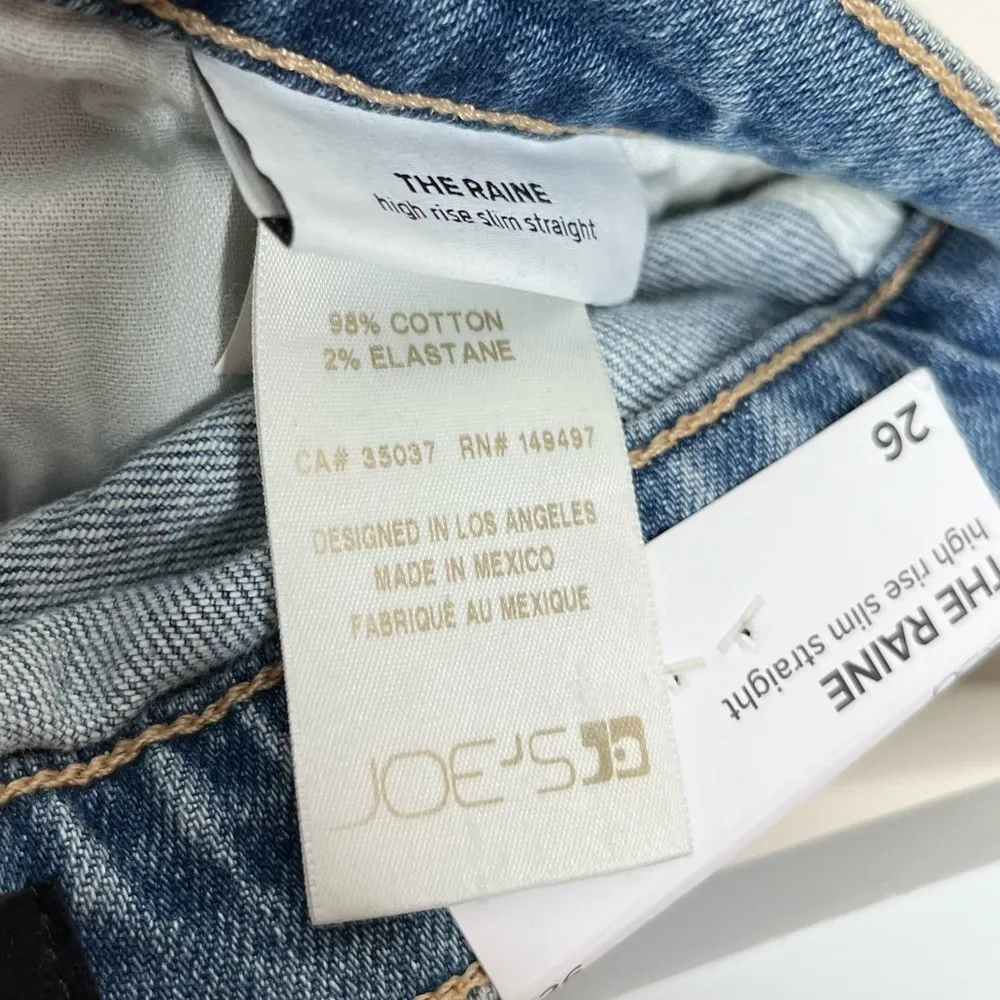 THE RAINE
high rise slim straight
98% COTTON
2% ELASTANE
CA# 35037 RN# 149497
DESIGNED IN LOS ANGELES
MADE IN MEXICO
FABRIQUÉ AU MEXIQUE
JOE'S
26
THE RAINE
high rise slim straight